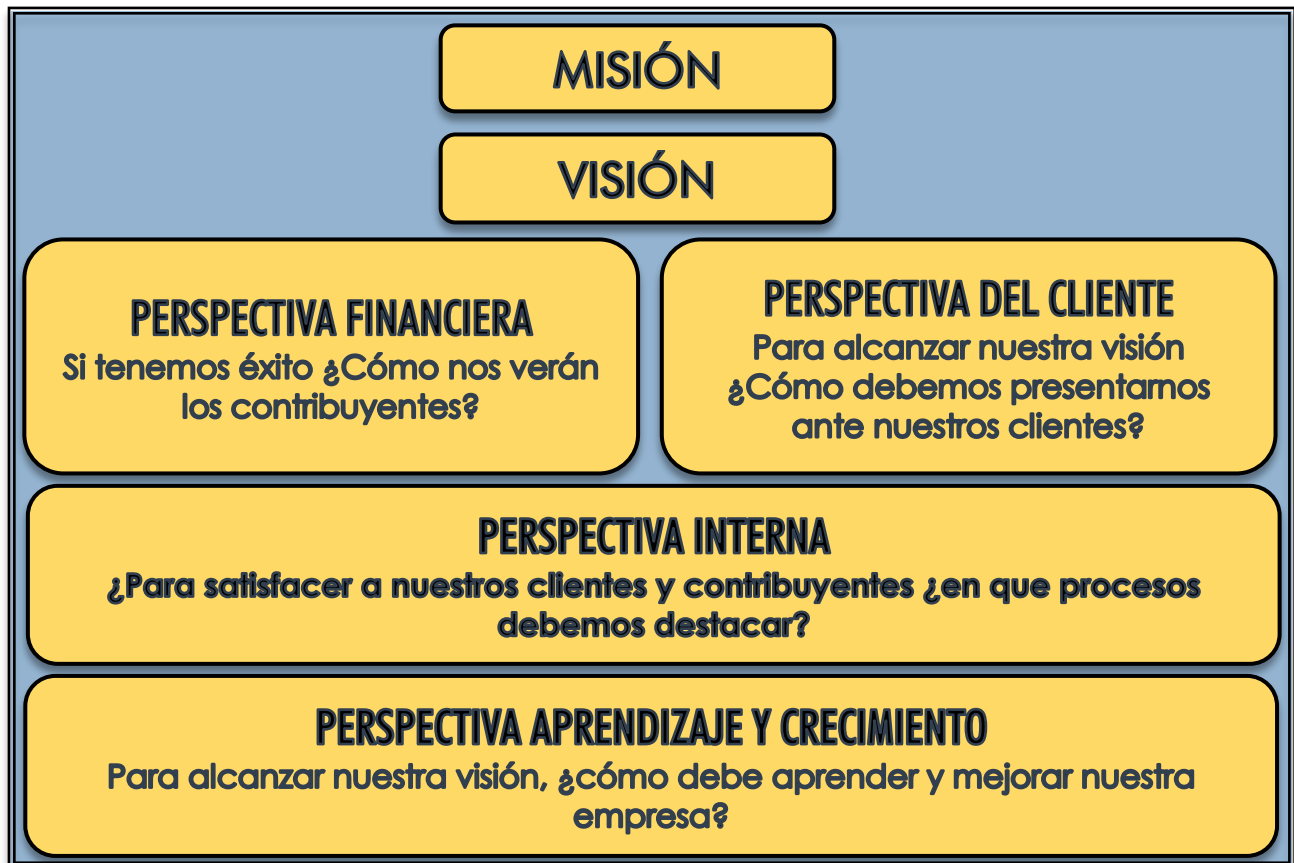 MISIÓN
VISIÓN
PERSPECTIVA FINANCIERA
Si tenemos éxito ¿Cómo nos verán
los contribuyentes?
PERSPECTIVA DEL CLIENTE
Para alcanzar nuestra visión
¿Cómo debemos presentarnos
ante nuestros clientes?
PERSPECTIVA INTERNA
¿Para satisfacer a nuestros clientes y contribuyentes ¿en que procesos
debemos destacar?
PERSPECTIVA APRENDIZAJE Y CRECIMIENTO
Para alcanzar nuestra visión, ¿cómo debe aprender y mejorar nuestra
empresa?